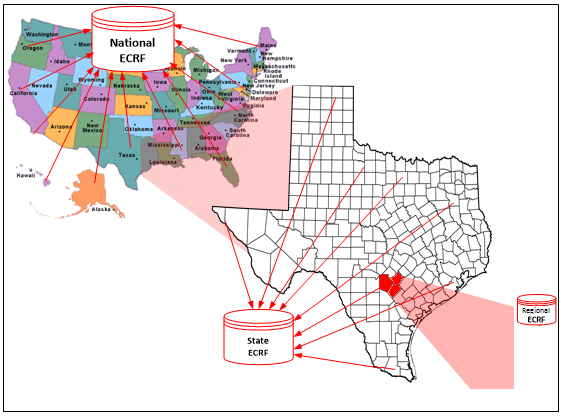 National
ECRF
Washington
Oregon
Idaho
Nevada
California
Wyoming
Utah
Colorado
Arizona
New
Mexico
Nebraska
Kansas
Oklahoma
Texas
Iowa
Missouri
Arkansas
Mississippi
Louisiana
Illinois
Indiana
Michigan
Ohio
Kentucky
Tennessee
Alabama
Georgia
Florida
South
Carolina
North
Carolina
Virginia
West
Virginia
Pennsylvania
New York
Vermont
Maine
New
Hampshire
Massachusetts
Rhode
Island
Connecticut
New Jersey
Delaware
Maryland
Hawaii
Alaska
State
ECRF
Regional
ECRF